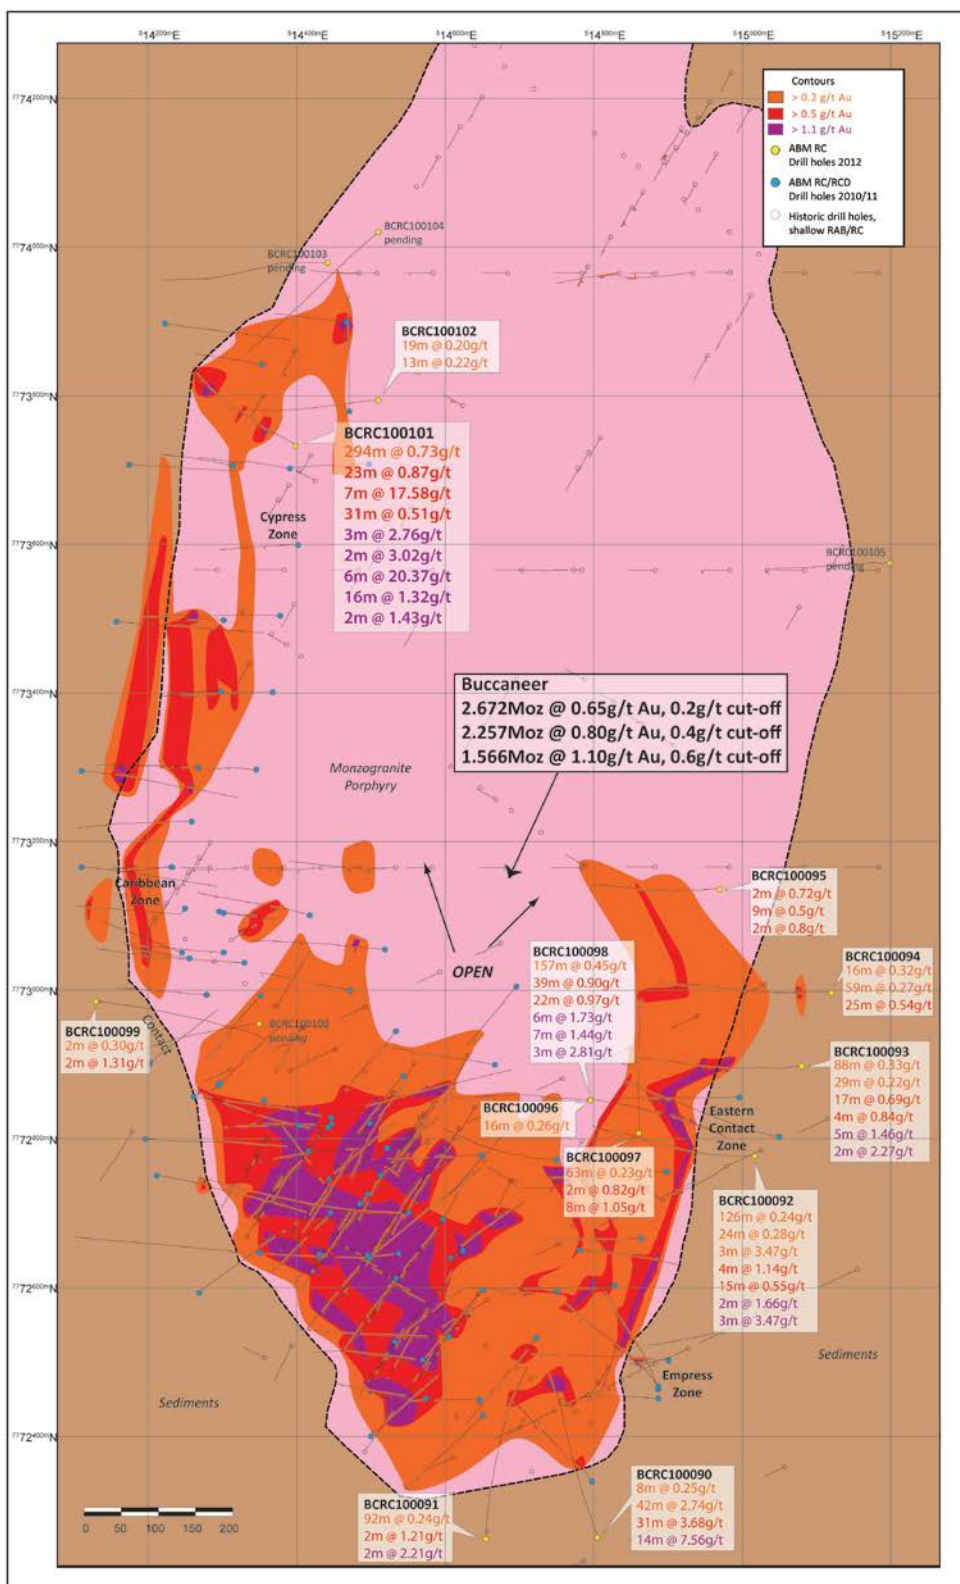 514200mE
514400mE
514600mE
514800mE
515000mE
515200mE
7774200mN
7774000mN
7773800mN
7773600mN
7773400mN
7773200mN
7773000mN
7772800mN
7772600mN
7772400mN
Contours
> 0.2 g/t Au
> 0.5 g/t Au
> 1.1 g/t Au
ABM RC
Drill holes 2012
ABM RC/RCD
Drill holes 2010/11
Historic drill holes,
shallow RAB/RC
BCRC100104
pending
BCRC100103
pending
BCRC100102
19m @ 0.20g/t
13m @ 0.22g/t
BCRC100101
294m @ 0.73g/t
23m @ 0.87g/t
7m @ 17.58g/t
31m @ 0.51g/t
3m @ 2.76g/t
2m @ 3.02g/t
6m @ 20.37g/t
16m @ 1.32g/t
2m @ 1.43g/t
Cypress
Zone
BCRC100105
pending
Buccaneer
2.672Moz @ 0.65g/t Au, 0.2g/t cut-off
2.257Moz @ 0.80g/t Au, 0.4g/t cut-off
1.566Moz @ 1.10g/t Au, 0.6g/t cut-off
Monzogranite
Porphyry
Caribbean
Zone
BCRC100095
2m @ 0.72g/t
9m @ 0.5g/t
2m @ 0.8g/t
OPEN
BCRC100098
157m @ 0.45g/t
39m @ 0.90g/t
22m @ 0.97g/t
6m @ 1.73g/t
7m @ 1.44g/t
3m @ 2.81g/t
BCRC100094
16m @ 0.32g/t
59m @ 0.27g/t
25m @ 0.54g/t
BCRC100099
2m @ 0.30g/t
2m @ 1.31g/t
Contact
BCRC100100
pending
BCRC100093
88m @ 0.33g/t
29m @ 0.22g/t
17m @ 0.69g/t
4m @ 0.84g/t
5m @ 1.46g/t
2m @ 2.27g/t
BCRC100096
16m @ 0.26g/t
Eastern
Contact
Zone
BCRC100097
63m @ 0.23g/t
2m @ 0.82g/t
8m @ 1.05g/t
BCRC100092
126m @ 0.24g/t
24m @ 0.28g/t
3m @ 3.47g/t
4m @ 1.14g/t
15m @ 0.55g/t
2m @ 1.66g/t
3m @ 3.47g/t
Sediments
Empress
Zone
Sediments
BCRC100091
92m @ 0.24g/t
2m @ 1.21g/t
2m @ 2.21g/t
BCRC100090
8m @ 0.25g/t
42m @ 2.74g/t
31m @ 3.68g/t
14m @ 7.56g/t
0 50 100 150 200